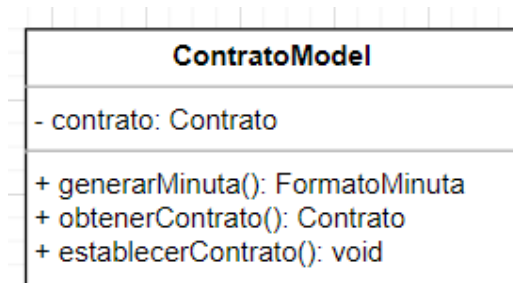 ContratoModel
- contrato: Contrato
+ generarMinuta(): FormatoMinuta
+ obtenerContrato(): Contrato
+ establecerContrato(): void